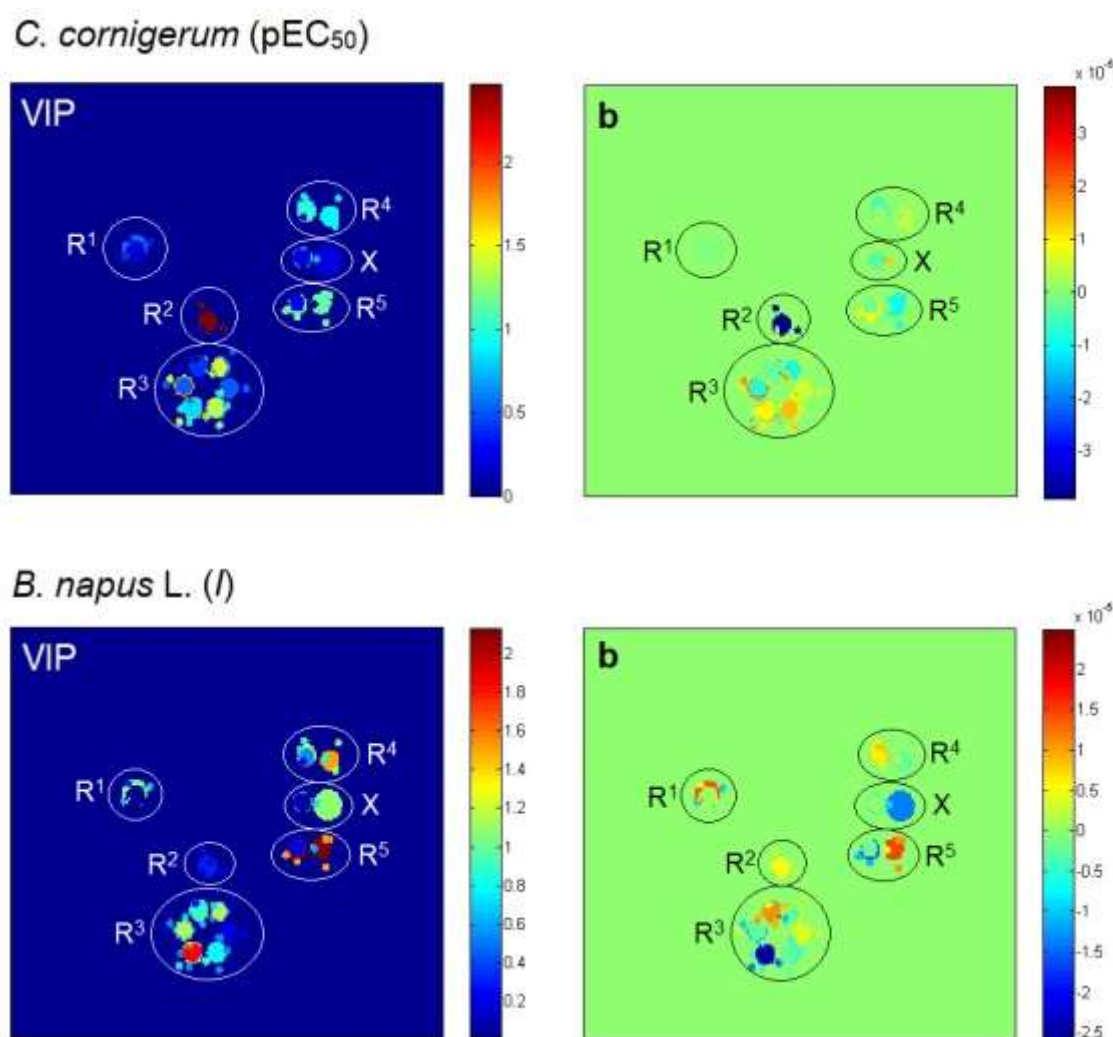 C. cornigerum (pEC₅₀)
VIP
R⁴
R¹
X
R²
R⁵
R³
2
1.5
1
0.5
0
b
R⁴
R¹
X
R²
R⁵
R³
x 10⁻⁶
3
2
1
0
-1
-2
-3
B. napus L. (I)
VIP
R⁴
R¹
X
R²
R⁵
R³
2
1.8
1.6
1.4
1.2
1
0.8
0.6
0.4
0.2
b
R⁴
R¹
X
R²
R⁵
R³
2
1.5
1
0.5
0
-0.5
-1
-1.5
-2
-2.5